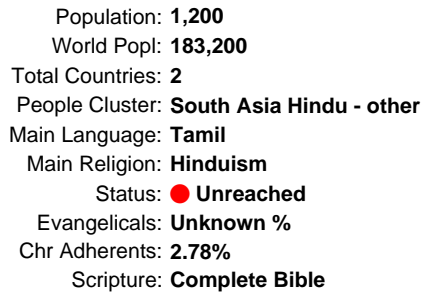 Population: 1,200
World Popl: 183,200
Total Countries: 2
People Cluster: South Asia Hindu - other
Main Language: Tamil
Main Religion: Hinduism
Status: Unreached
Evangelicals: Unknown %
Chr Adherents: 2.78%
Scripture: Complete Bible